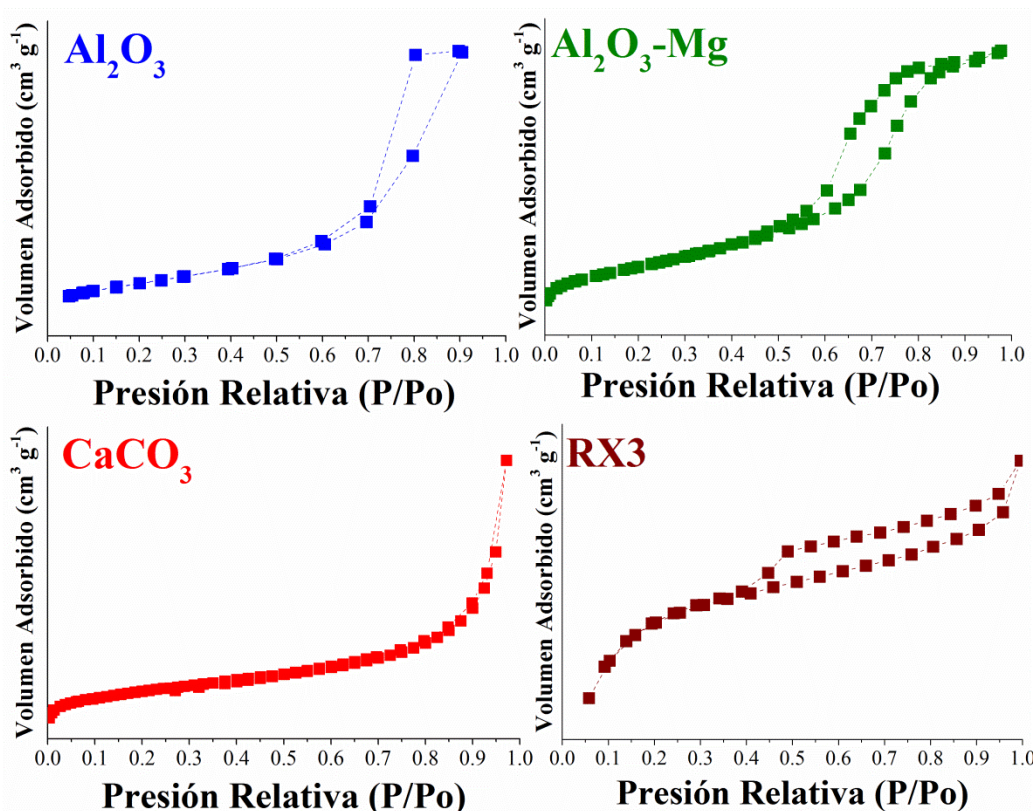 Al₂O₃
Volumen Adsorbido (cm³ g⁻¹)
0.0 0.1 0.2 0.3 0.4 0.5 0.6 0.7 0.8 0.9 1.0
Presión Relativa (P/Po)
Al₂O₃-Mg
Volumen Adsorbido (cm³ g⁻¹)
0.0 0.1 0.2 0.3 0.4 0.5 0.6 0.7 0.8 0.9 1.0
Presión Relativa (P/Po)
CaCO₃
Volumen Adsorbido (cm³ g⁻¹)
0.0 0.1 0.2 0.3 0.4 0.5 0.6 0.7 0.8 0.9 1.0
Presión Relativa (P/Po)
RX3
Volumen Adsorbido (cm³ g⁻¹)
0.0 0.1 0.2 0.3 0.4 0.5 0.6 0.7 0.8 0.9 1.0
Presión Relativa (P/Po)